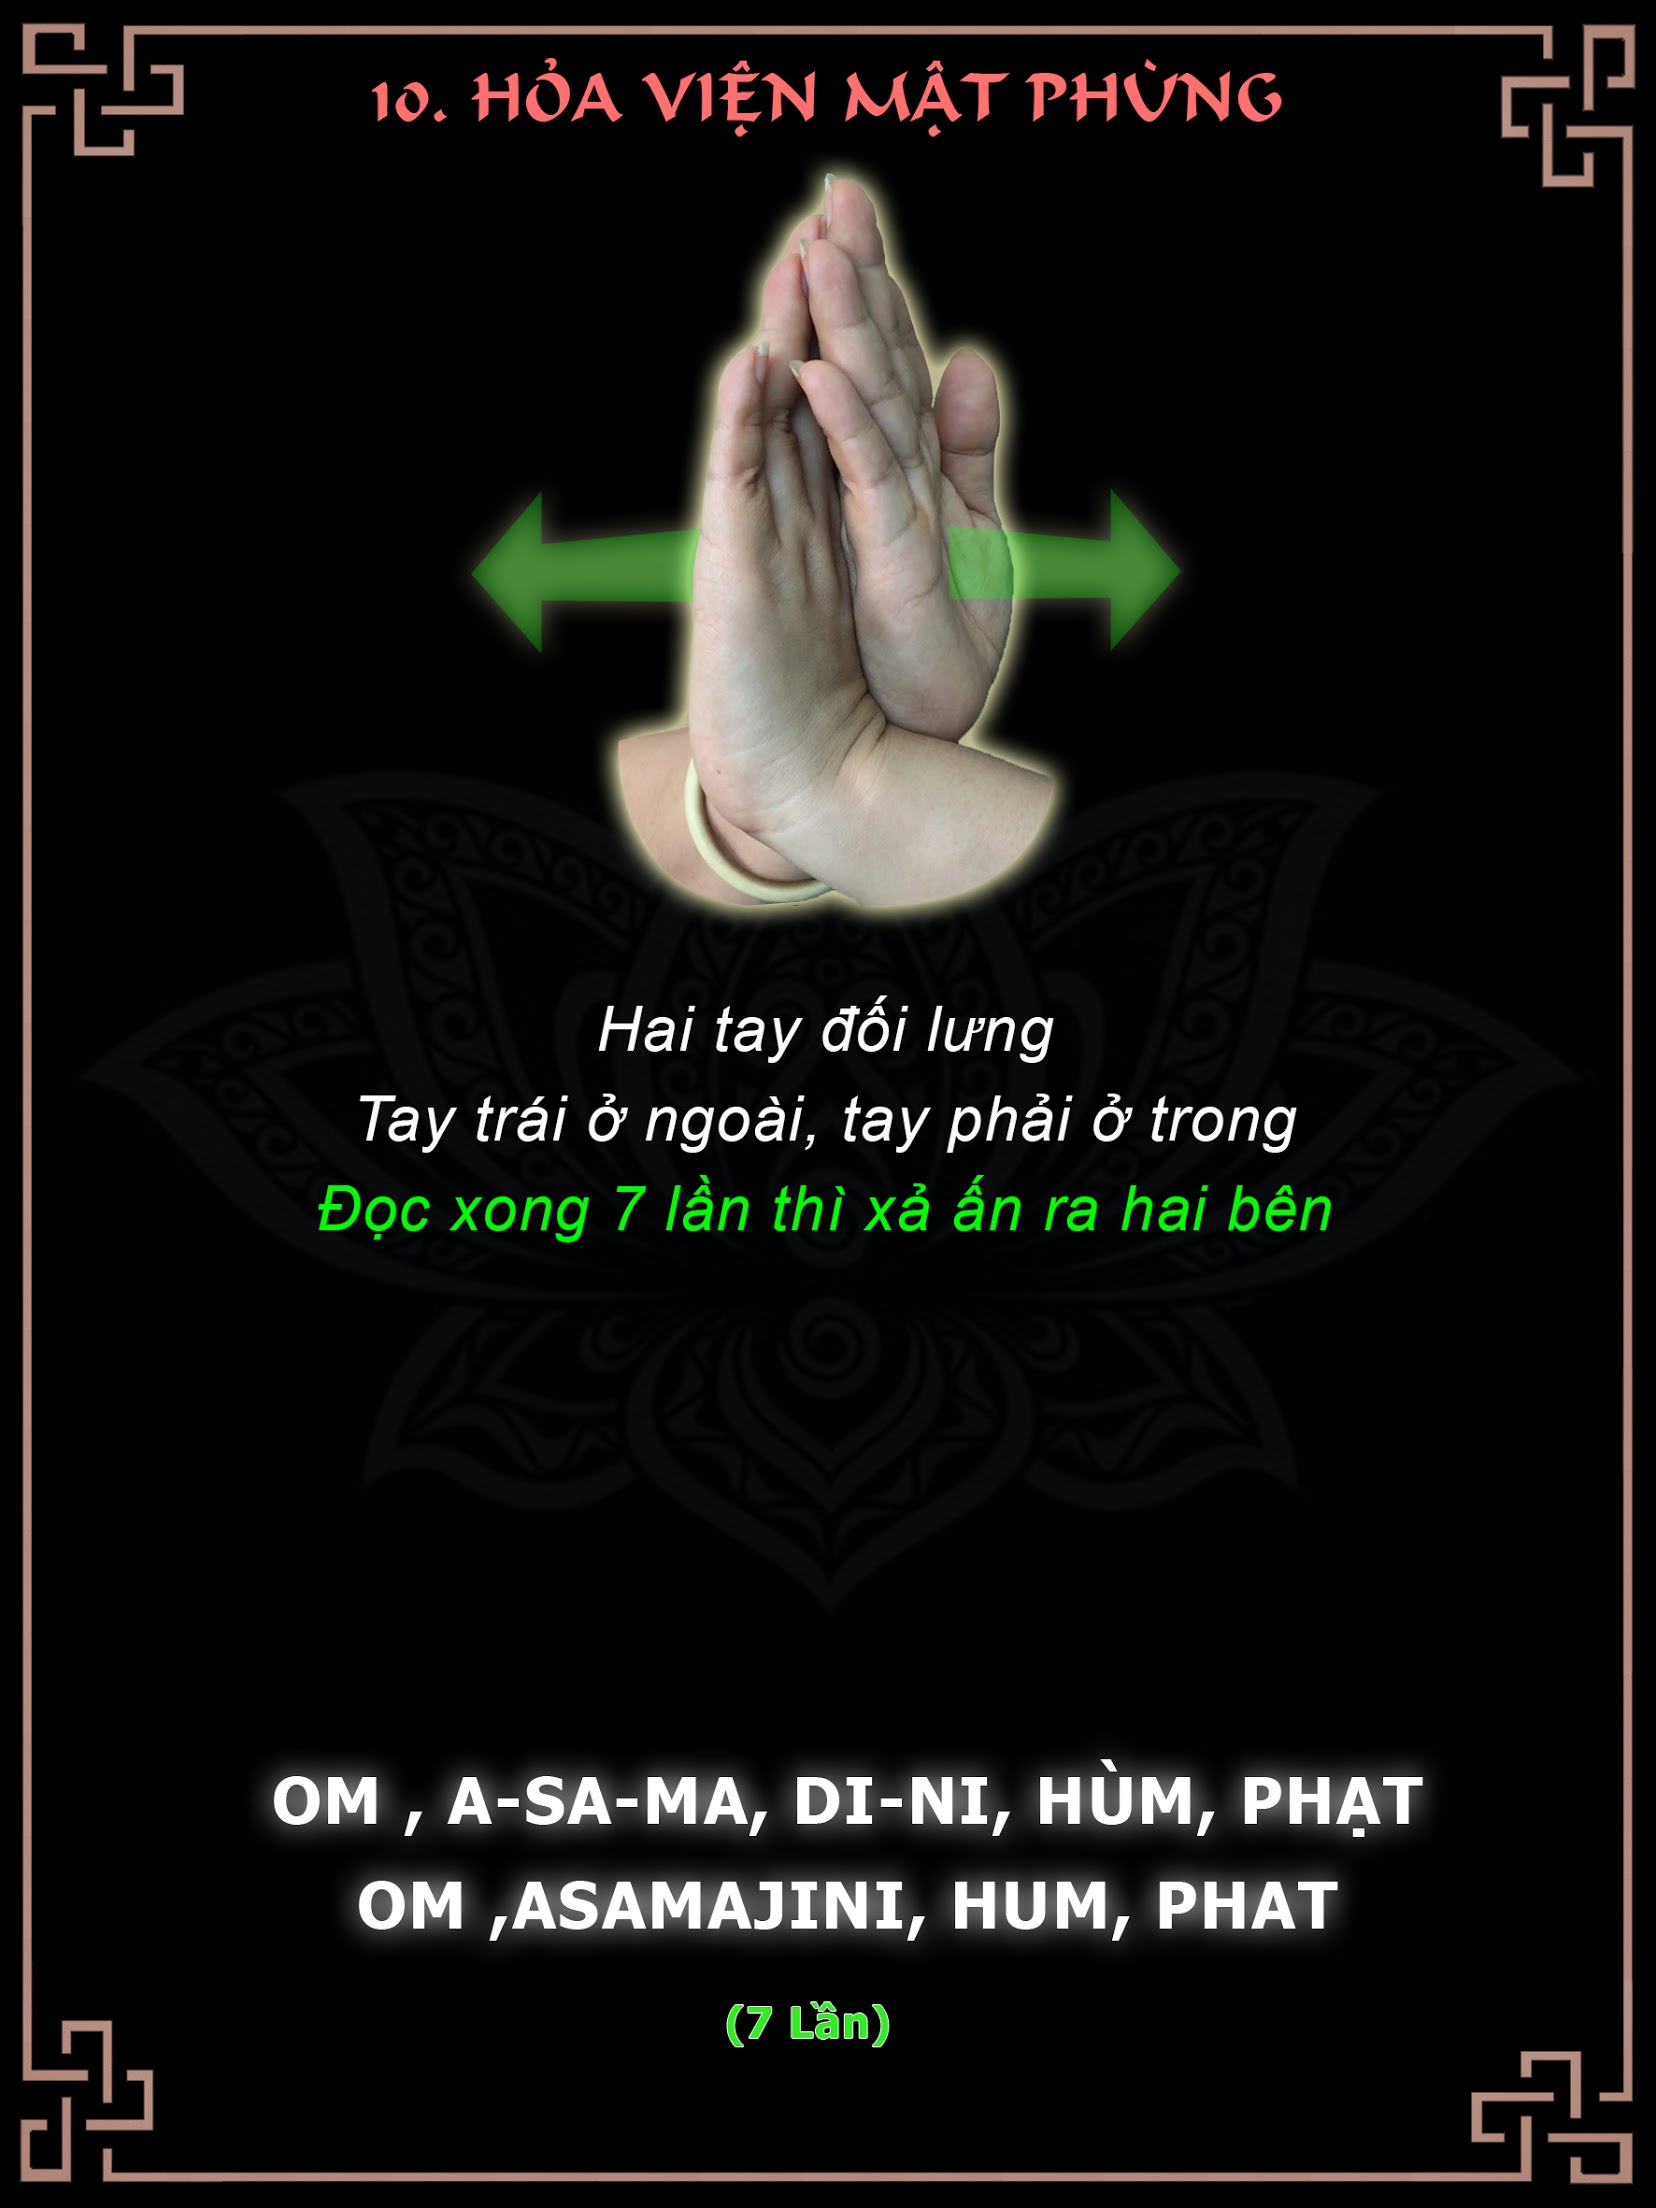 10. HỎA VIỆN MẬT PHÙNG
Hai tay đối lưng
Tay trái ở ngoài, tay phải ở trong
Đọc xong 7 lần thì xả ấn ra hai bên
OM , A-SA-MA, DI-NI, HÙM, PHẠT
OM ,ASAMAJINI, HUM, PHAT
(7 Lần)